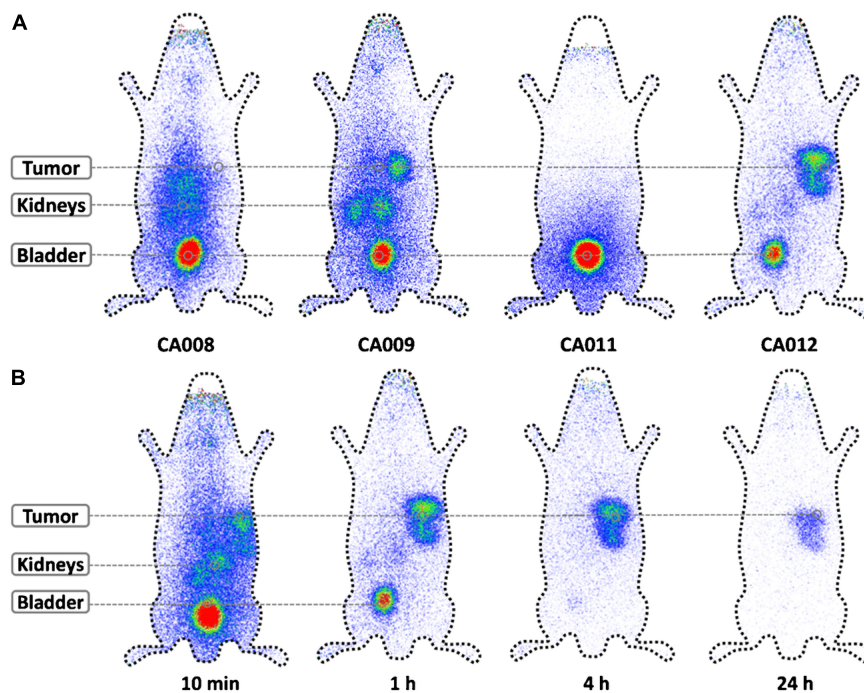 A
Tumor
Kidneys
Bladder
CA008 CA009 CA011 CA012
B
Tumor
Kidneys
Bladder
10 min 1 h 4 h 24 h